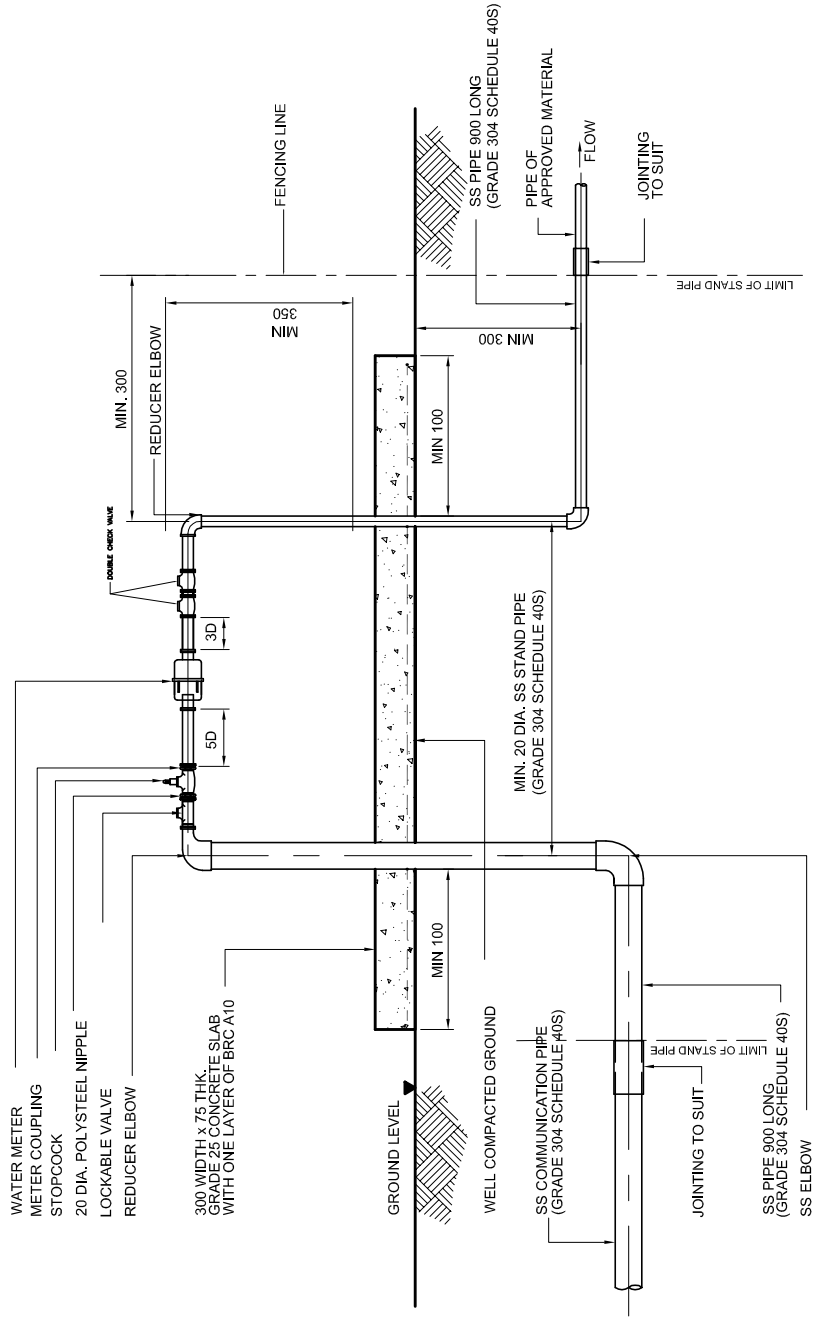 WATER METER
METER COUPLING
STOPCOCK
20 DIA. POLYSTEEL NIPPLE
LOCKABLE VALVE
REDUCER ELBOW
300 WIDTH x 75 THK.
GRADE 25 CONCRETE SLAB
WITH ONE LAYER OF BRC A10
GROUND LEVEL
WELL COMPACTED GROUND
SS COMMUNICATION PIPE
(GRADE 304 SCHEDULE 40S)
JOINTING TO SUIT
SS PIPE 900 LONG
(GRADE 304 SCHEDULE 40S)
SS ELBOW
LIMIT OF STAND PIPE
MIN 100
5D
3D
DOUBLE CHECK VALVE
MIN. 20 DIA. SS STAND PIPE
(GRADE 304 SCHEDULE 40S)
MIN. 300
REDUCER ELBOW
MIN
350
MIN 100
MIN 300
FENCING LINE
SS PIPE 900 LONG
(GRADE 304 SCHEDULE 40S)
PIPE OF
APPROVED MATERIAL
FLOW
JOINTING
TO SUIT
LIMIT OF STAND PIPE